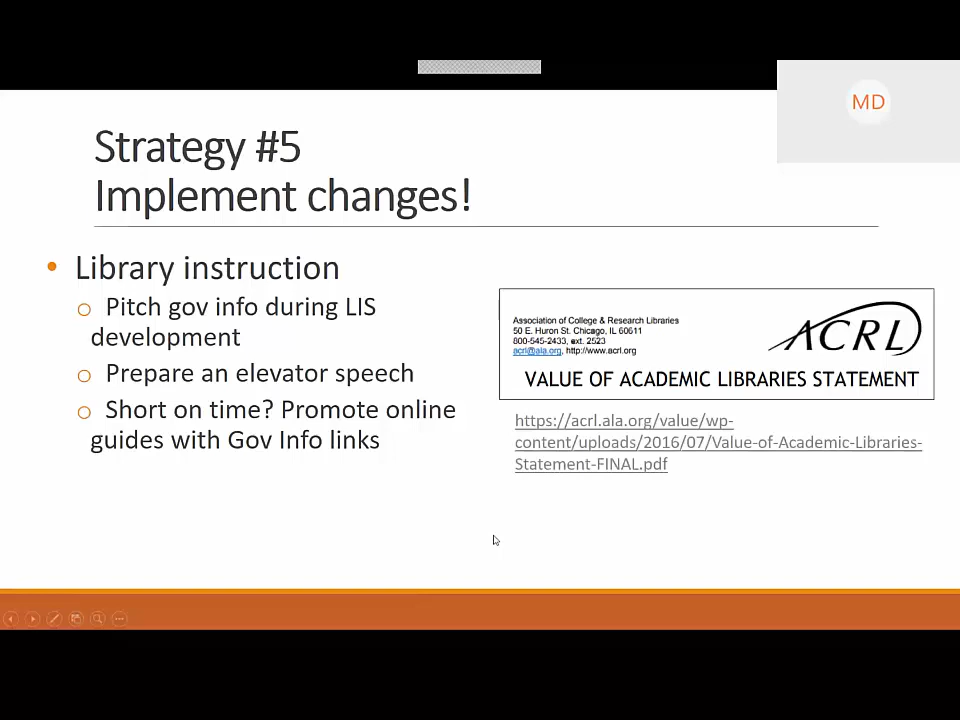 MD
Strategy #5
Implement changes!
• Library instruction
o Pitch gov info during LIS
development
o Prepare an elevator speech
o Short on time? Promote online
guides with Gov Info links
Association of College & Research Libraries
50 E. Huron St. Chicago, IL 60611
800-545-2433, ext. 2523
acrl@ala.org, http://www.acrl.org
ACRL
VALUE OF ACADEMIC LIBRARIES STATEMENT
https://acrl.ala.org/value/wp-
content/uploads/2016/07/Value-of-Academic-Libraries-
Statement-FINAL.pdf